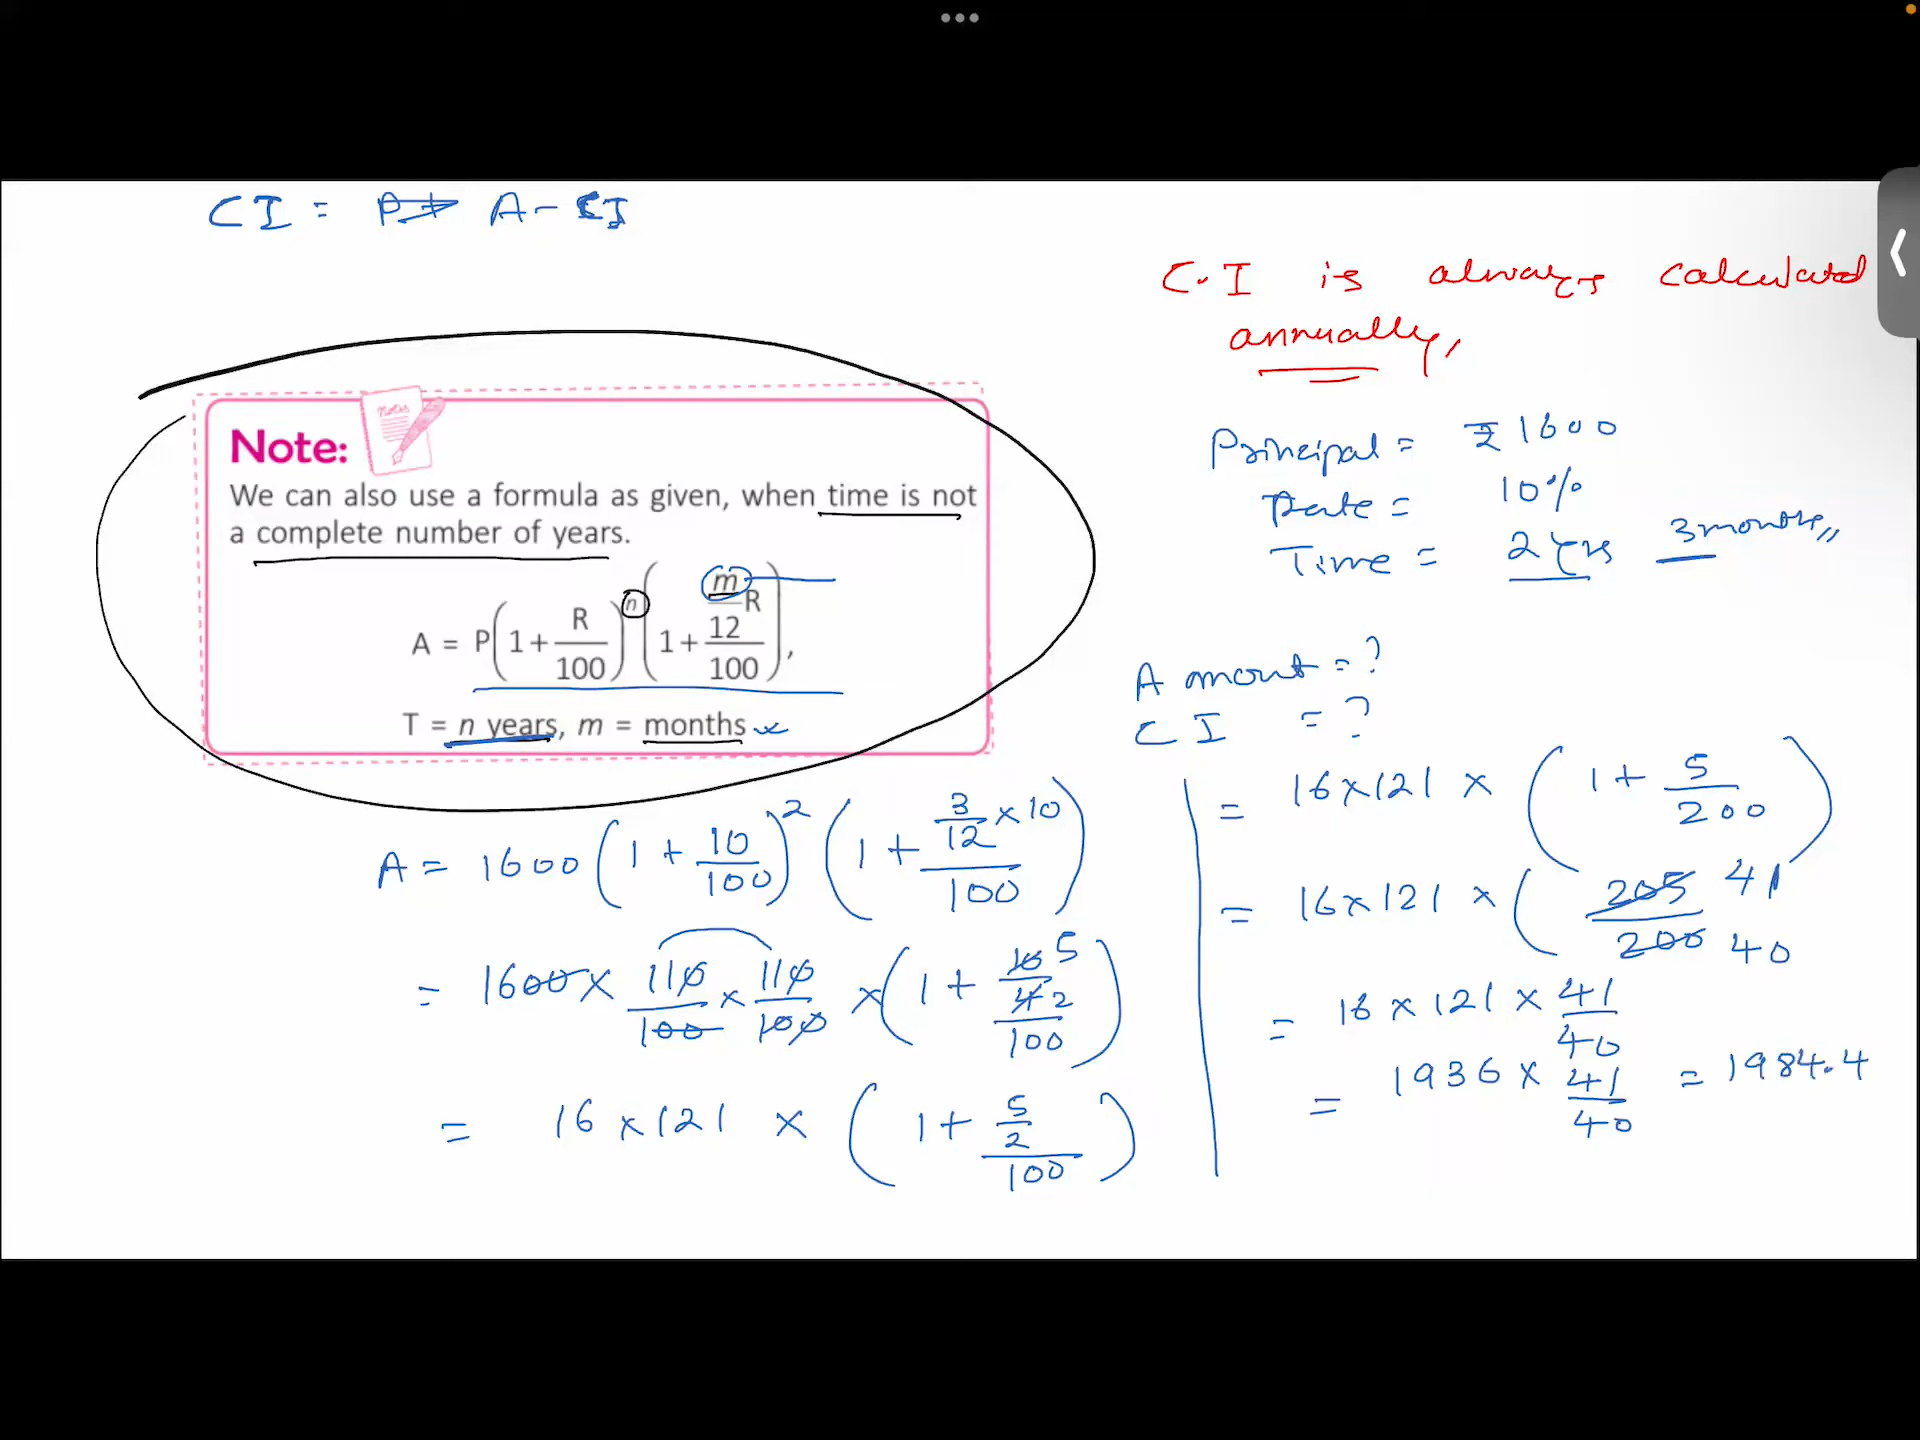 CI = A - CI
C.I is always calculated
annually,
Note:
We can also use a formula as given, when time is not
a complete number of years.
A = P(1+R/100)^n (1+(m/12 R)/100),
T = n years, m = months
Principal = ₹1600
Rate = 10%
Time = 2 yrs 3 months,,
Amount = ?
CI = ?
A = 1600 (1 + 10/100)^2 (1 + (3/12 × 10)/100)
= 1600 × 110/100 × 110/100 × (1 + (10/4 5/2)/100)
= 16 × 121 × (1 + (5/2)/100)
= 16×121 × (1 + 5/200)
= 16×121 × (205/200 41/40)
= 16 × 121 × 41/40
= 1936 × 41/40 = 1984.4